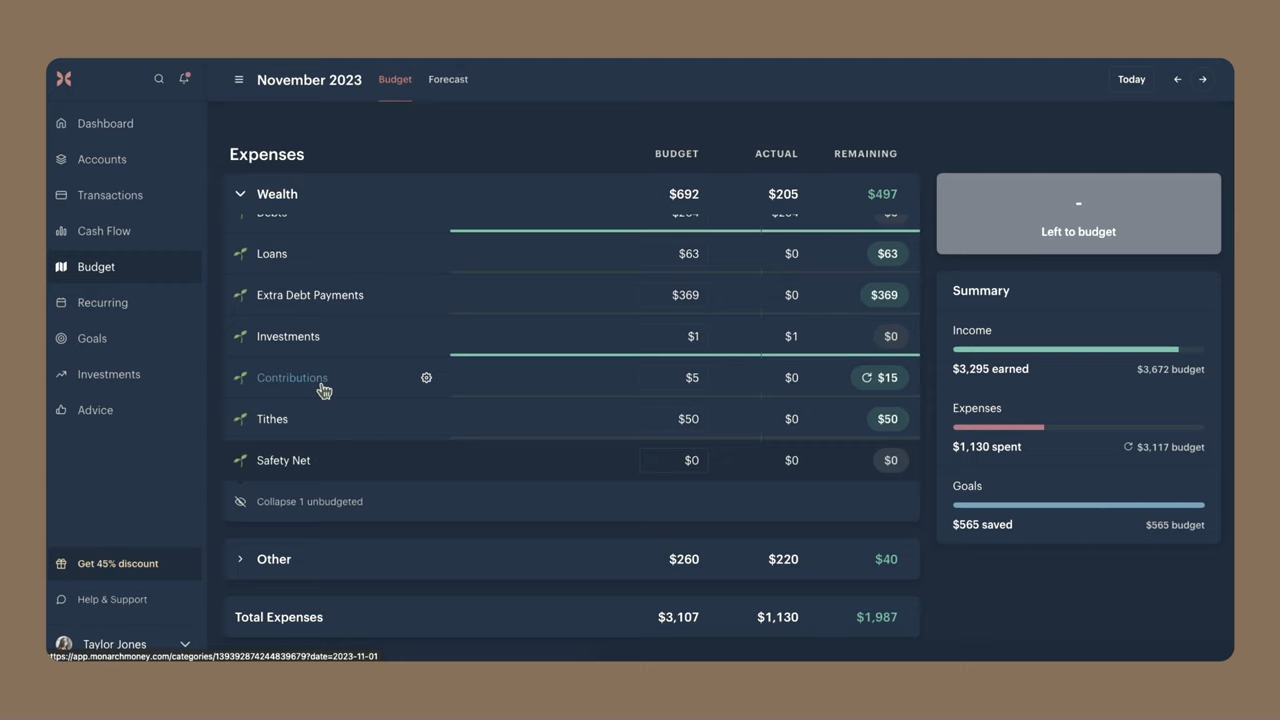 November 2023 Budget Forecast Today
Dashboard
Accounts
Transactions
Cash Flow
Budget
Recurring
Goals
Investments
Advice
Get 45% discount
Help & Support
Taylor Jones
ttps://app.monarchmoney.com/categories/139392874244839679?date=2023-11-01
Expenses BUDGET ACTUAL REMAINING
Wealth $692 $205 $497
Loans $63 $0 $63
Extra Debt Payments $369 $0 $369
Investments $1 $1 $0
Contributions $5 $0 $15
Tithes $50 $0 $50
Safety Net $0 $0 $0
Collapse 1 unbudgeted
Other $260 $220 $40
Total Expenses $3,107 $1,130 $1,987
-
Left to budget
Summary
Income
$3,295 earned $3,672 budget
Expenses
$1,130 spent $3,117 budget
Goals
$565 saved $565 budget